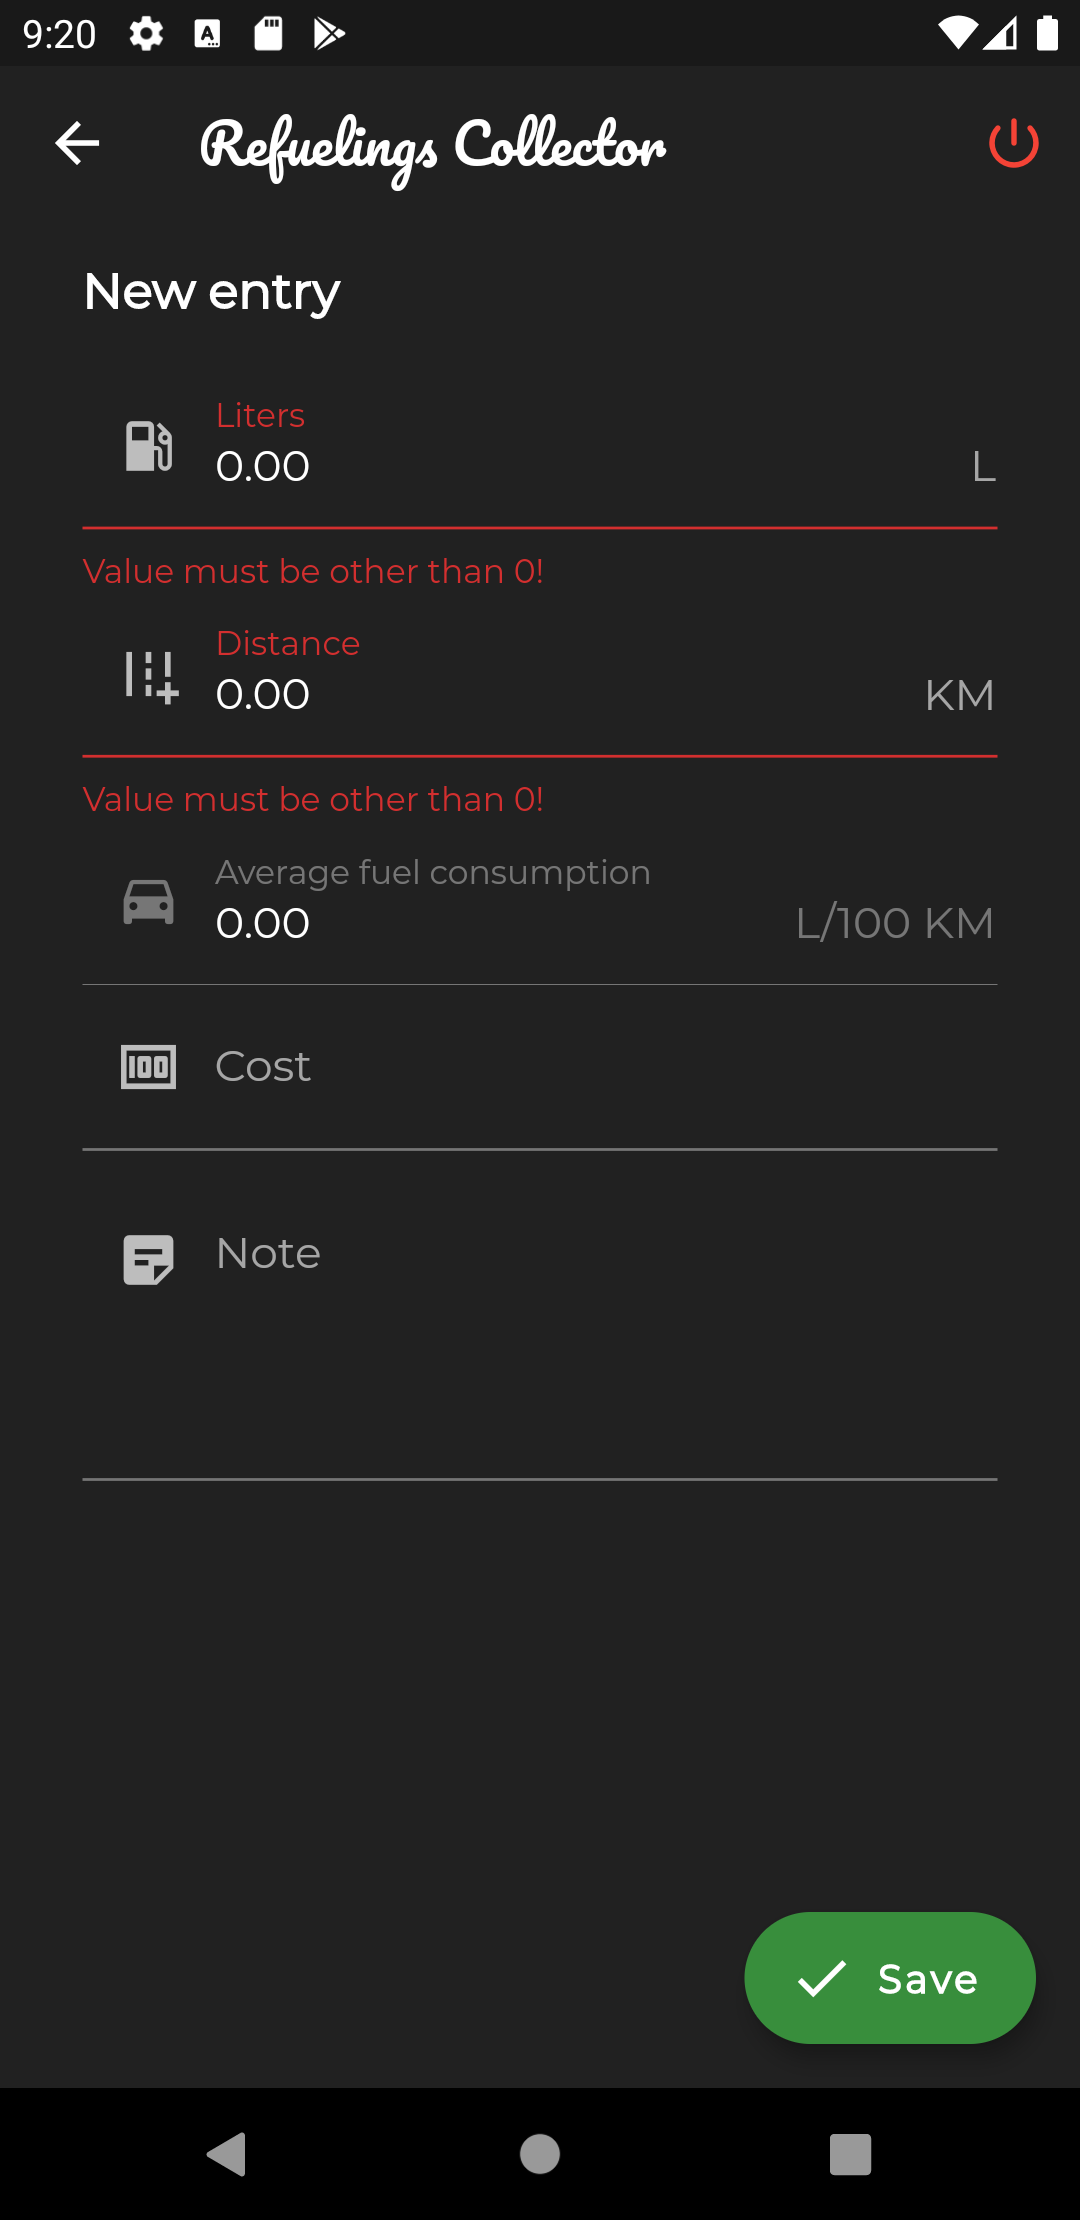 9:20
Refuelings Collector
New entry
Liters
0.00 L
Value must be other than 0!
Distance
0.00 KM
Value must be other than 0!
Average fuel consumption
0.00 L/100 KM
Cost
Note
Save